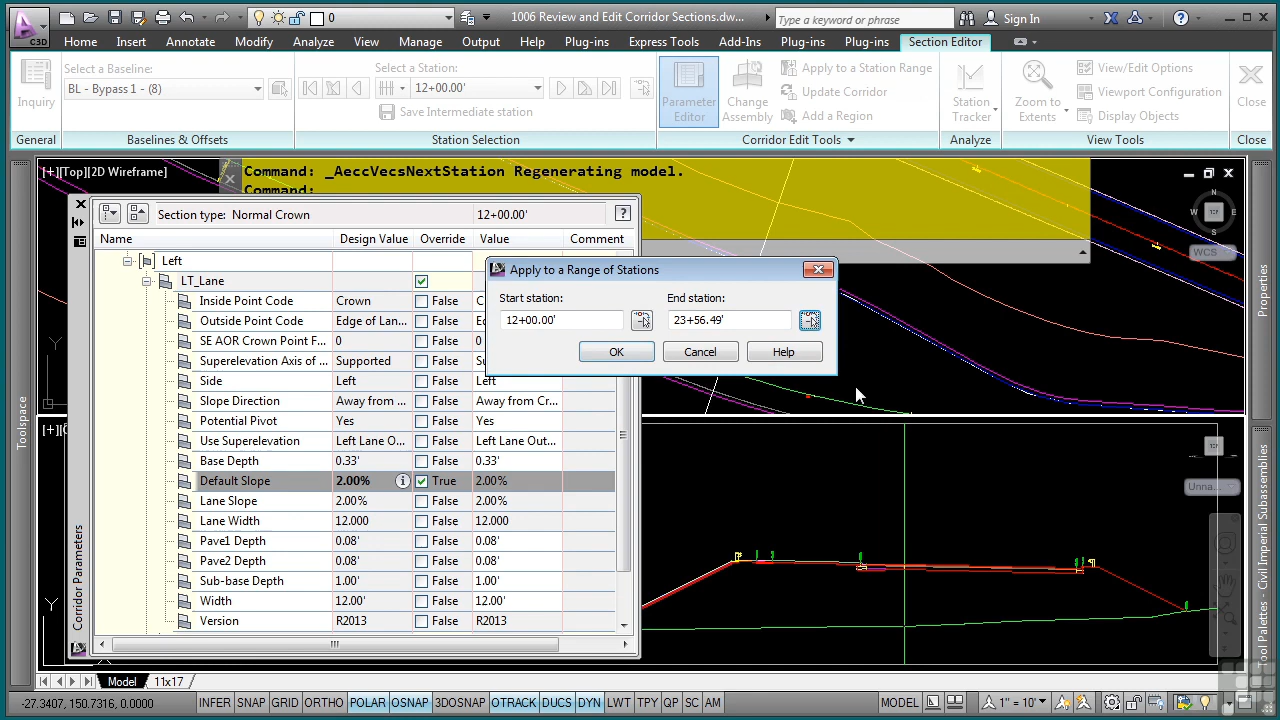 1006 Review and Edit Corridor Sections.dw...
Type a keyword or phrase
Sign In
C3D
0
Home Insert Annotate Modify Analyze View Manage Output Help Plug-ins Express Tools Add-Ins Plug-ins Plug-ins Section Editor
Inquiry
Select a Baseline:
BL - Bypass 1 - (8)
Select a Station:
12+00.00'
Save Intermediate station
Parameter Editor
Change Assembly
Apply to a Station Range
Update Corridor
Add a Region
Station Tracker
Zoom to Extents
View/Edit Options
Viewport Configuration
Display Objects
Close
General Baselines & Offsets Station Selection Corridor Edit Tools Analyze View Tools Close
[+][Top][2D Wireframe]
Command: _AeccVecsNextStation Regenerating model.
Command:
Section type: Normal Crown 12+00.00'
Name Design Value Override Value Comment
Left
LT_Lane
Inside Point Code Crown False
Outside Point Code Edge of Lan... False
SE AOR Crown Point F... 0 False 0
Superelevation Axis of ... Supported False
Side Left False Left
Slope Direction Away from ... False Away from Cr...
Potential Pivot Yes False Yes
Use Superelevation Left Lane O... False Left Lane Out...
Base Depth 0.33' False 0.33'
Default Slope 2.00% True 2.00%
Lane Slope 2.00% False 2.00%
Lane Width 12.000 False 12.000
Pave1 Depth 0.08' False 0.08'
Pave2 Depth 0.08' False 0.08'
Sub-base Depth 1.00' False 1.00'
Width 12.00' False 12.00'
Version R2013 False R2013
Apply to a Range of Stations
Start station: End station:
12+00.00' 23+56.49'
OK Cancel Help
N
W TOP E
S
WCS
X
Y
Y
Unna...
Toolspace
Corridor Parameters
Properties
Tool Palettes - Civil Imperial Subassemblies
Model 11x17
-27.3407, 150.7316, 0.0000 INFER SNAP GRID ORTHO POLAR OSNAP 3DOSNAP OTRACK DUCS DYN LWT TPY QP SC AM MODEL 1" = 10'